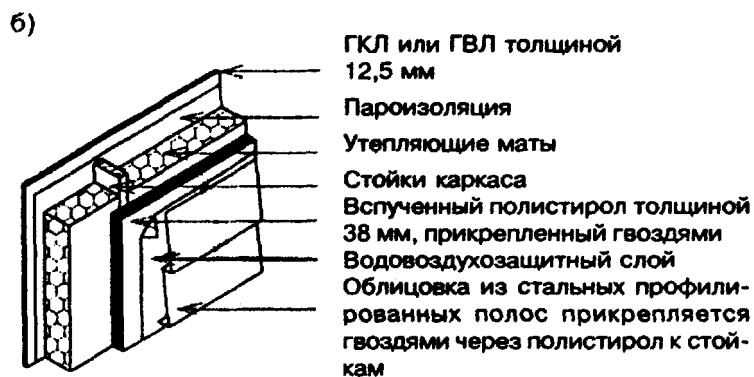 б)
ГКЛ или ГВЛ толщиной
12,5 мм
Пароизоляция
Утепляющие маты
Стойки каркаса
Вспученный полистирол толщиной
38 мм, прикрепленный гвоздями
Водовоздухозащитный слой
Облицовка из стальных профили-
рованных полос прикрепляется
гвоздями через полистирол к стой-
кам